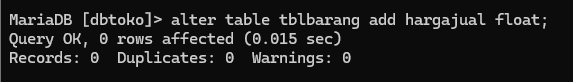 MariaDB [dbtoko]> alter table tblbarang add hargajual float;
Query OK, 0 rows affected (0.015 sec)
Records: 0  Duplicates: 0  Warnings: 0